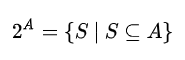 2^A = {S | S ⊆ A}